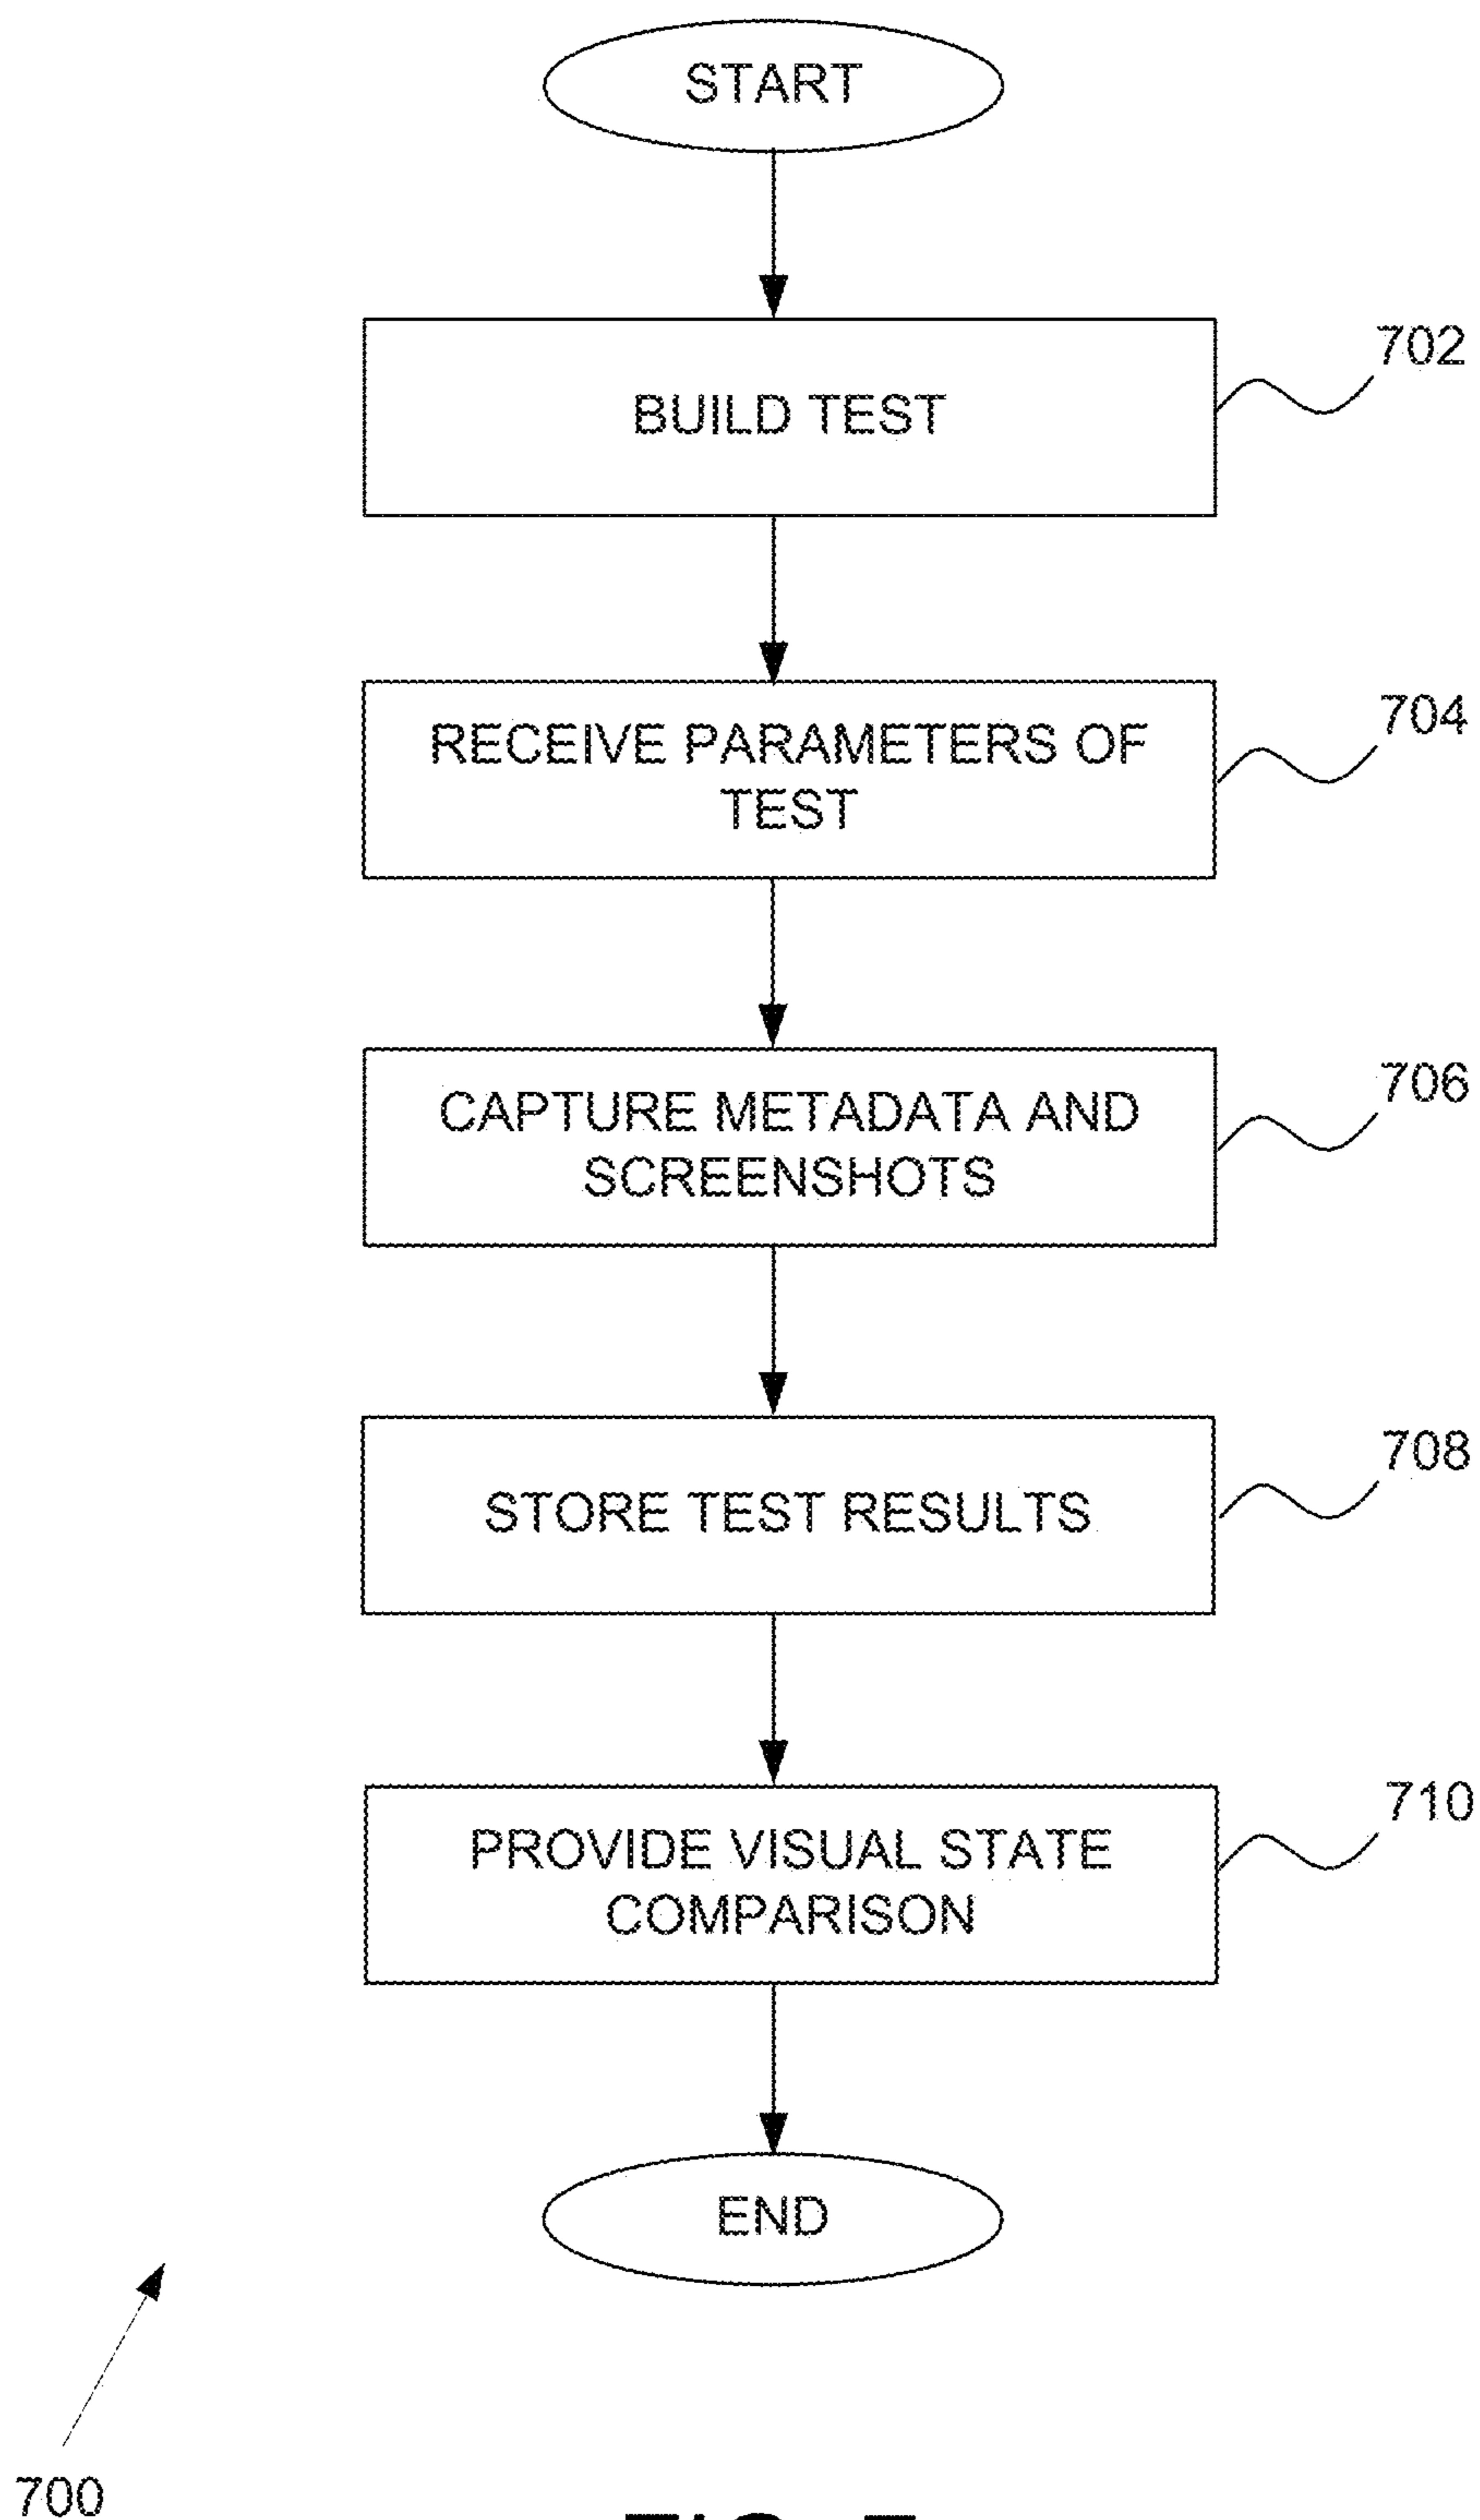 START
BUILD TEST
702
RECEIVE PARAMETERS OF
TEST
704
CAPTURE METADATA AND
SCREENSHOTS
706
STORE TEST RESULTS
708
PROVIDE VISUAL STATE
COMPARISON
710
END
700